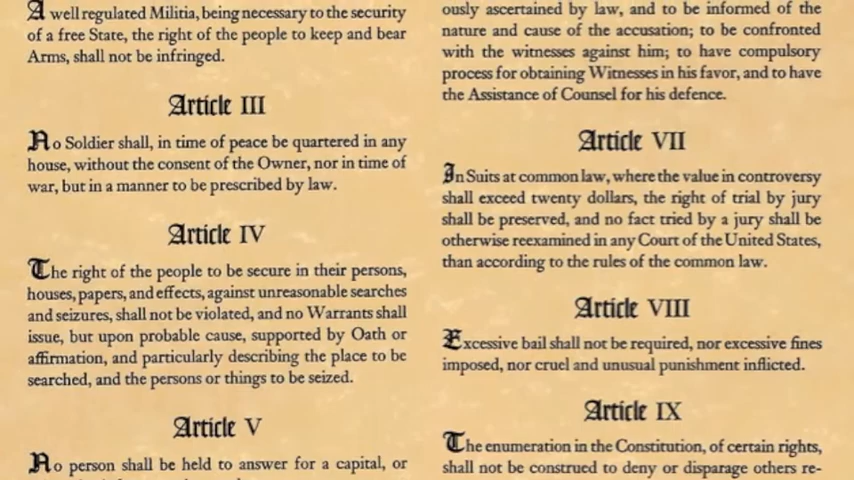 A well regulated Militia, being necessary to the security
of a free State, the right of the people to keep and bear
Arms, shall not be infringed.
Article III
No Soldier shall, in time of peace be quartered in any
house, without the consent of the Owner, nor in time of
war, but in a manner to be prescribed by law.
Article IV
The right of the people to be secure in their persons,
houses, papers, and effects, against unreasonable searches
and seizures, shall not be violated, and no Warrants shall
issue, but upon probable cause, supported by Oath or
affirmation, and particularly describing the place to be
searched, and the persons or things to be seized.
Article V
No person shall be held to answer for a capital, or
ously ascertained by law, and to be informed of the
nature and cause of the accusation; to be confronted
with the witnesses against him; to have compulsory
process for obtaining Witnesses in his favor, and to have
the Assistance of Counsel for his defence.
Article VII
In Suits at common law, where the value in controversy
shall exceed twenty dollars, the right of trial by jury
shall be preserved, and no fact tried by a jury shall be
otherwise reexamined in any Court of the United States,
than according to the rules of the common law.
Article VIII
Excessive bail shall not be required, nor excessive fines
imposed, nor cruel and unusual punishment inflicted.
Article IX
The enumeration in the Constitution, of certain rights,
shall not be construed to deny or disparage others re-